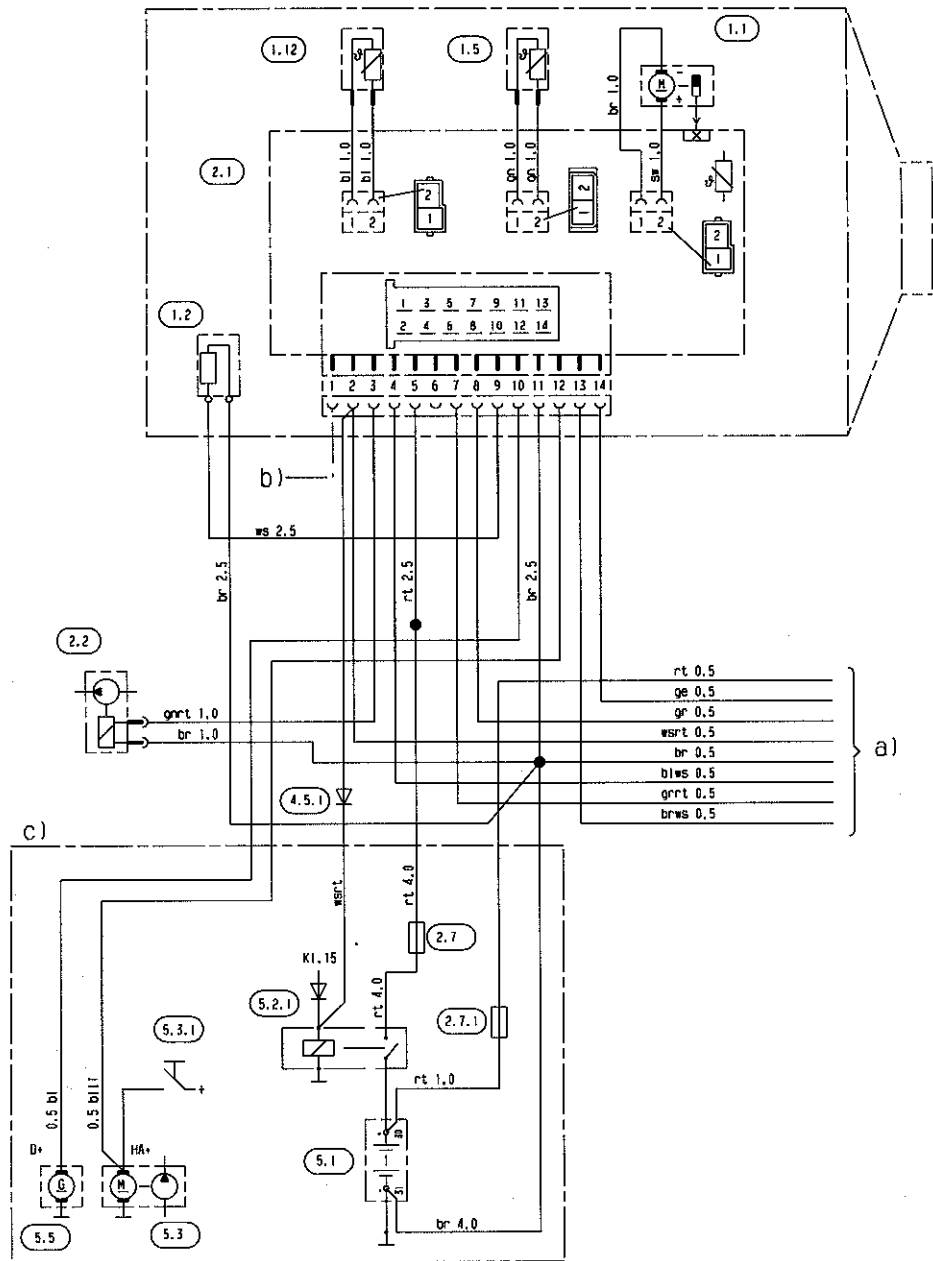 1.12
1.5
1.1
M
-
+
br 1.0
bl 1.0
bl 1.0
gr 1.0
gr 1.0
sw 1.0
2.1
1 2
2
1
1 2
2
1
1 2
2
1
1.2
1 3 5 7 9 11 13
2 4 6 8 10 12 14
1 2 3 4 5 6 7 8 9 10 11 12 13 14
b)
ws 2.5
br 2.5
rt 2.5
br 2.5
2.2
gnrt 1.0
br 1.0
rt 0.5
ge 0.5
gr 0.5
wsrt 0.5
br 0.5
blws 0.5
grrt 0.5
brws 0.5
a)
4.5.1
c)
wsrt
rt 4.0
2.7
Kl.15
5.2.1
rt 4.0
2.7.1
5.3.1
+
rt 1.0
0.5 bl
0.5
D+
HA+
30
5.1
31
G
M
br 4.0
5.5
5.3